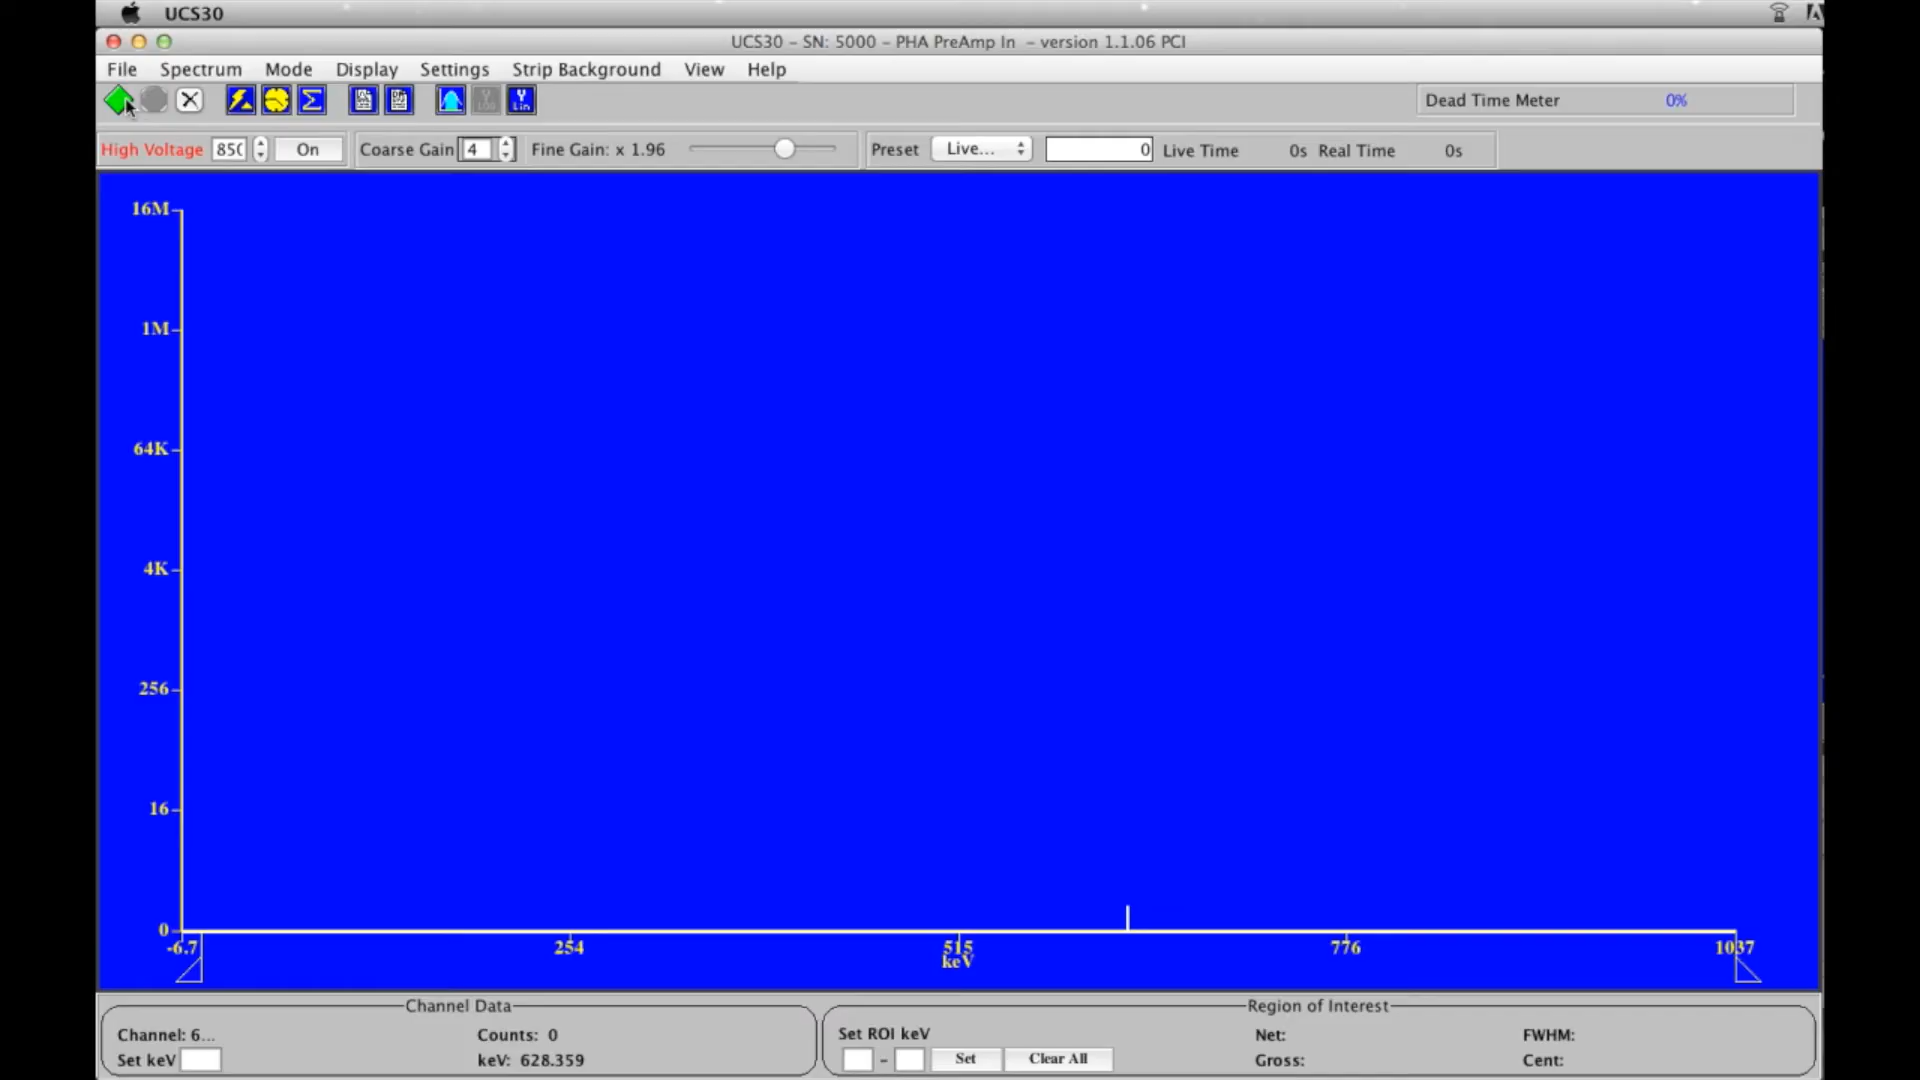 UCS30
UCS30 – SN: 5000 – PHA PreAmp In – version 1.1.06 PCI
File Spectrum Mode Display Settings Strip Background View Help
Y Lin
Dead Time Meter 0%
High Voltage 850 On Coarse Gain 4 Fine Gain: x 1.96 Preset Live... 0 Live Time 0s Real Time 0s
16M
1M
64K
4K
256
16
0
-6.7 254 515 776 1037
keV
Channel Data Region of Interest
Channel: 6... Counts: 0 Set ROI keV Net: FWHM:
Set keV keV: 628.359 – Set Clear All Gross: Cent: